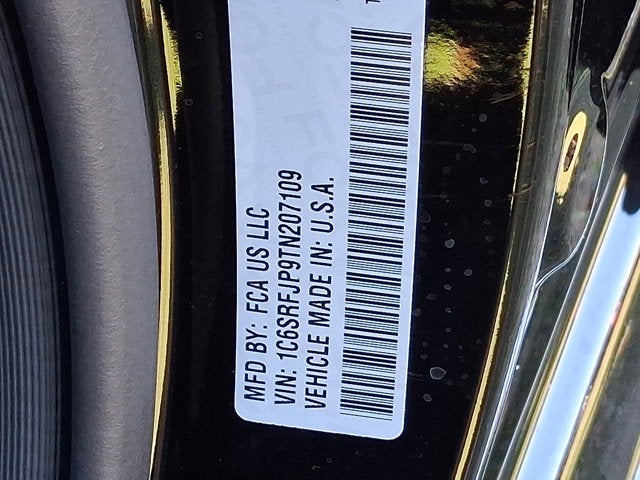 MFD BY: FCA US LLC
VIN: 1C6SRFJP9TN207109
VEHICLE MADE IN: U.S.A.